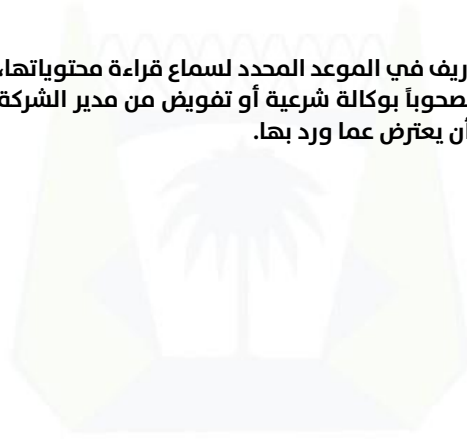 ريف في الموعد المحدد لسماع قراءة محتوياتها،
صحوباً بوكالة شرعية أو تفويض من مدير الشركة
أن يعترض عما ورد بها.